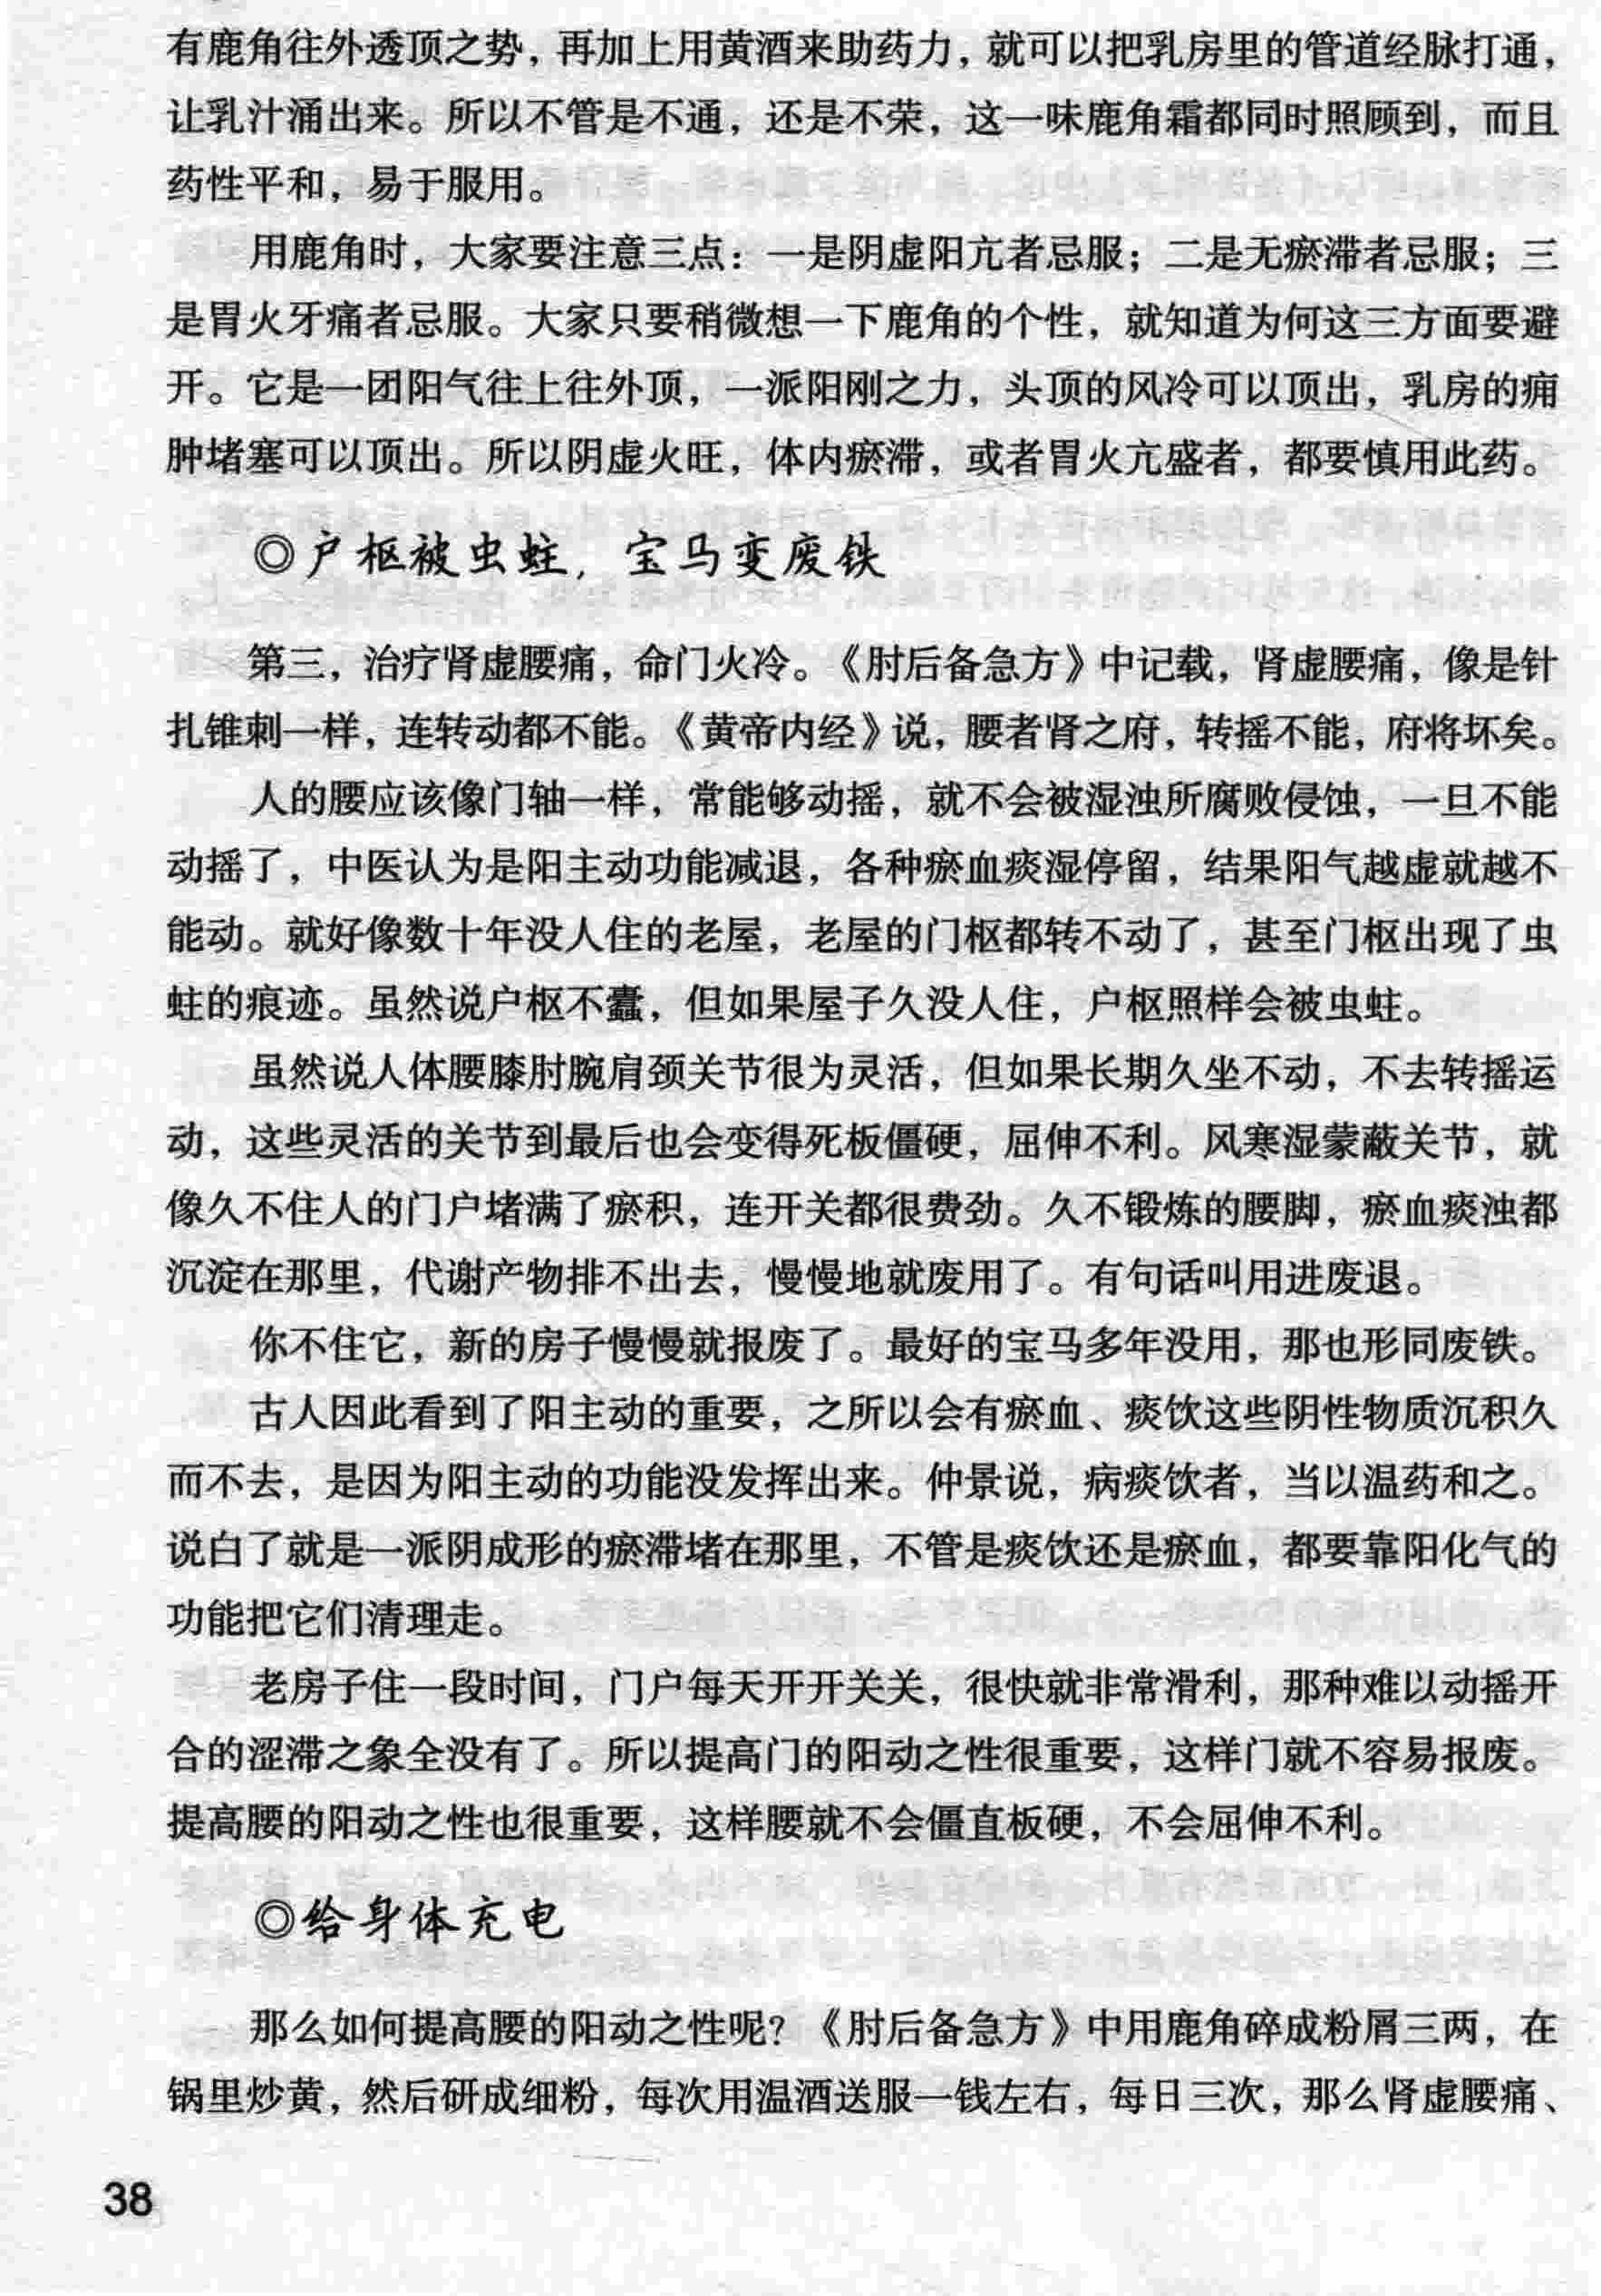 有鹿角往外透顶之势，再加上用黄酒来助药力，就可以把乳房里的管道经脉打通，
让乳汁涌出来。所以不管是不通，还是不荣，这一味鹿角霜都同时照顾到，而且
药性平和，易于服用。
用鹿角时，大家要注意三点：一是阴虚阳亢者忌服；二是无瘀滞者忌服；三
是胃火牙痛者忌服。大家只要稍微想一下鹿角的个性，就知道为何这三方面要避
开。它是一团阳气往上往外顶，一派阳刚之力，头顶的风冷可以顶出，乳房的痈
肿堵塞可以顶出。所以阴虚火旺，体内瘀滞，或者胃火亢盛者，都要慎用此药。
◎户枢被虫蛀，宝马变废铁
第三，治疗肾虚腰痛，命门火冷。《肘后备急方》中记载，肾虚腰痛，像是针
扎锥刺一样，连转动都不能。《黄帝内经》说，腰者肾之府，转摇不能，府将坏矣。
人的腰应该像门轴一样，常能够动摇，就不会被湿浊所腐败侵蚀，一旦不能
动摇了，中医认为是阳主动功能减退，各种瘀血痰湿停留，结果阳气越虚就越不
能动。就好像数十年没人住的老屋，老屋的门枢都转不动了，甚至门枢出现了虫
蛀的痕迹。虽然说户枢不蠹，但如果屋子久没人住，户枢照样会被虫蛀。
虽然说人体腰膝肘腕肩颈关节很为灵活，但如果长期久坐不动，不去转摇运
动，这些灵活的关节到最后也会变得死板僵硬，屈伸不利。风寒湿蒙蔽关节，就
像久不住人的门户堵满了瘀积，连开关都很费劲。久不锻炼的腰脚，瘀血痰浊都
沉淀在那里，代谢产物排不出去，慢慢地就废用了。有句话叫用进废退。
你不住它，新的房子慢慢就报废了。最好的宝马多年没用，那也形同废铁。
古人因此看到了阳主动的重要，之所以会有瘀血、痰饮这些阴性物质沉积久
而不去，是因为阳主动的功能没发挥出来。仲景说，病痰饮者，当以温药和之。
说白了就是一派阴成形的瘀滞堵在那里，不管是痰饮还是瘀血，都要靠阳化气的
功能把它们清理走。
老房子住一段时间，门户每天开开关关，很快就非常滑利，那种难以动摇开
合的涩滞之象全没有了。所以提高门的阳动之性很重要，这样门就不容易报废。
提高腰的阳动之性也很重要，这样腰就不会僵直板硬，不会屈伸不利。
◎给身体充电
那么如何提高腰的阳动之性呢？《肘后备急方》中用鹿角碎成粉屑三两，在
锅里炒黄，然后研成细粉，每次用温酒送服一钱左右，每日三次，那么肾虚腰痛、
38